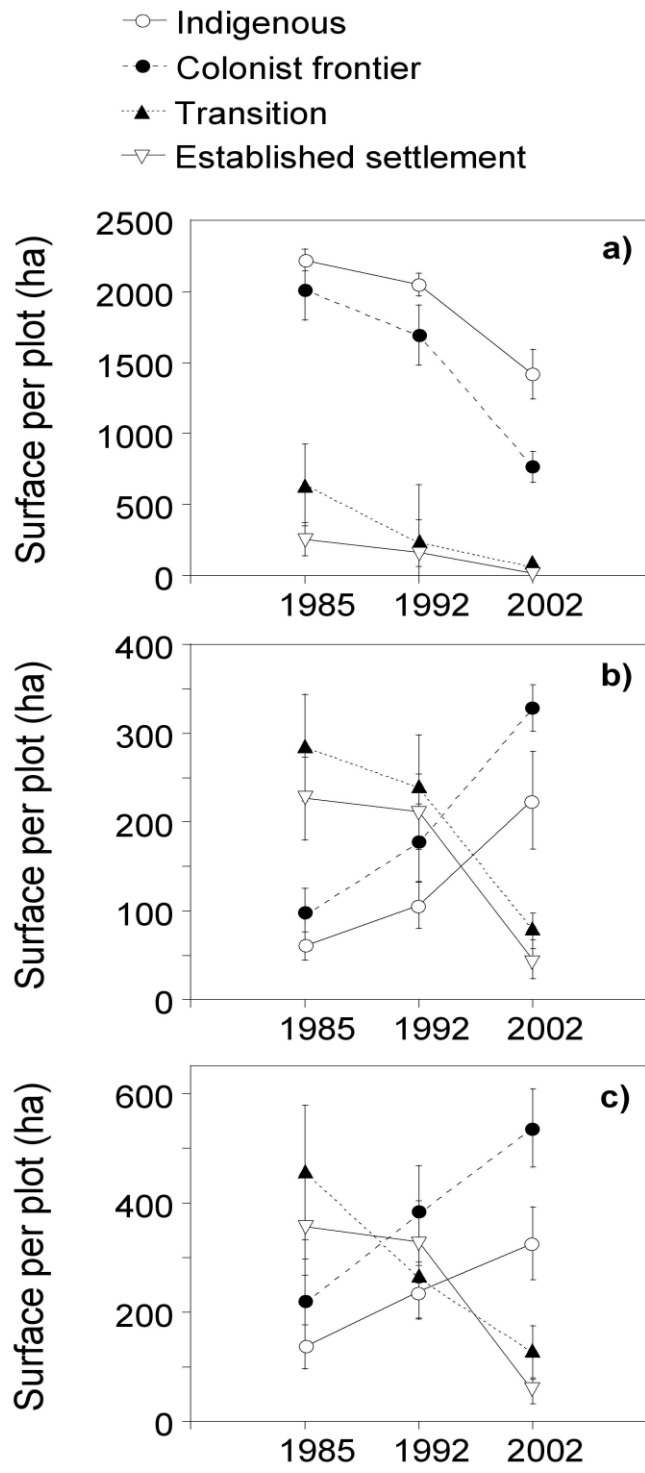 Indigenous
Colonist frontier
Transition
Established settlement
a)
Surface per plot (ha)
2500
2000
1500
1000
500
0
1985 1992 2002
b)
Surface per plot (ha)
400
300
200
100
0
1985 1992 2002
c)
Surface per plot (ha)
600
400
200
0
1985 1992 2002